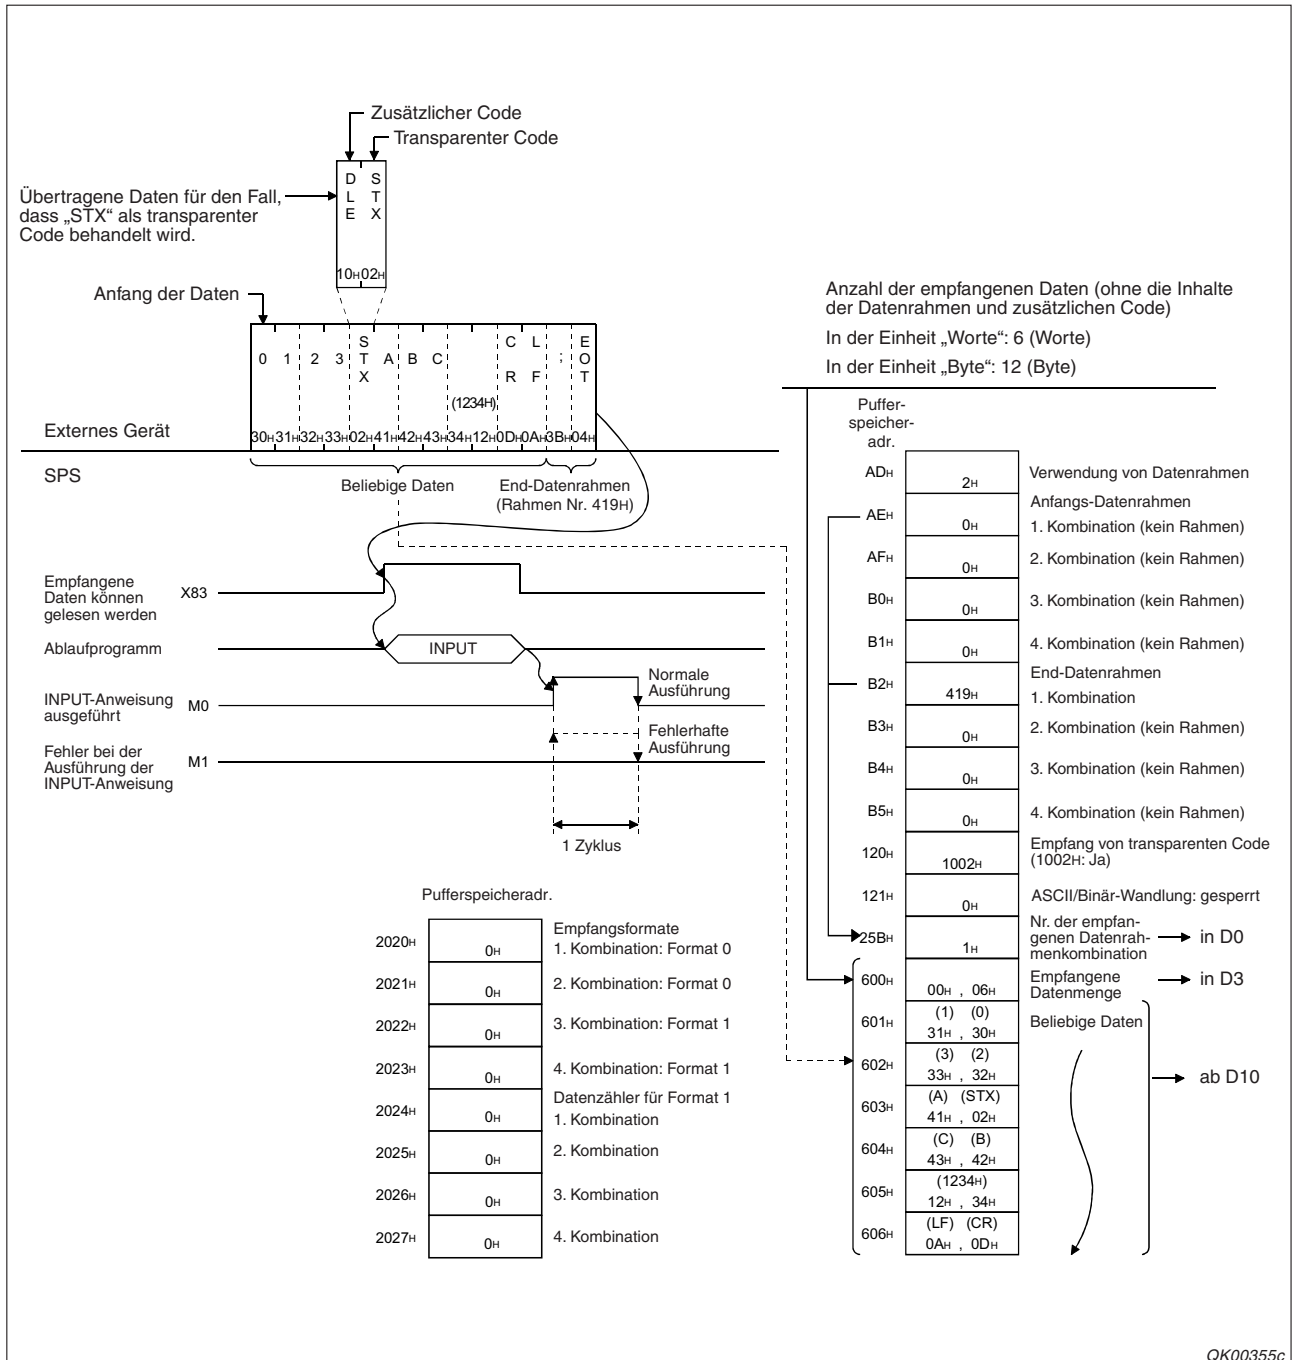 Zusätzlicher Code
Transparenter Code
D S
L T
E X
10H 02H
Übertragene Daten für den Fall,
dass „STX“ als transparenter
Code behandelt wird.
Anfang der Daten
0 1 2 3 STX A B C (1234H) CR LF ; EOT
30H 31H 32H 33H 02H 41H 42H 43H 34H 12H 0DH 0AH 3BH 04H
Externes Gerät
SPS
Beliebige Daten
End-Datenrahmen
(Rahmen Nr. 419H)
Empfangene
Daten können
gelesen werden
X83
Ablaufprogramm
INPUT
INPUT-Anweisung
ausgeführt
M0
Normale
Ausführung
Fehler bei der
Ausführung der
INPUT-Anweisung
M1
Fehlerhafte
Ausführung
1 Zyklus
Pufferspeicheradr.
2020H 0H Empfangsformate
1. Kombination: Format 0
2021H 0H 2. Kombination: Format 0
2022H 0H 3. Kombination: Format 1
2023H 0H 4. Kombination: Format 1
2024H 0H Datenzähler für Format 1
1. Kombination
2025H 0H 2. Kombination
2026H 0H 3. Kombination
2027H 0H 4. Kombination
Anzahl der empfangenen Daten (ohne die Inhalte
der Datenrahmen und zusätzlichen Code)
In der Einheit „Worte“: 6 (Worte)
In der Einheit „Byte“: 12 (Byte)
Puffer-
speicher-
adr.
ADH 2H Verwendung von Datenrahmen
AEH 0H Anfangs-Datenrahmen
1. Kombination (kein Rahmen)
AFH 0H 2. Kombination (kein Rahmen)
B0H 0H 3. Kombination (kein Rahmen)
B1H 0H 4. Kombination (kein Rahmen)
B2H 419H End-Datenrahmen
1. Kombination
B3H 0H 2. Kombination (kein Rahmen)
B4H 0H 3. Kombination (kein Rahmen)
B5H 0H 4. Kombination (kein Rahmen)
120H 1002H Empfang von transparenten Code
(1002H: Ja)
121H 0H ASCII/Binär-Wandlung: gesperrt
25BH 1H Nr. der empfan-
genen Datenrah-
menkombination
in D0
600H 00H , 06H Empfangene
Datenmenge
in D3
601H (1) (0)
31H , 30H
Beliebige Daten
602H (3) (2)
33H , 32H
ab D10
603H (A) (STX)
41H , 02H
604H (C) (B)
43H , 42H
605H (1234H)
12H , 34H
606H (LF) (CR)
0AH , 0DH
QK00355c